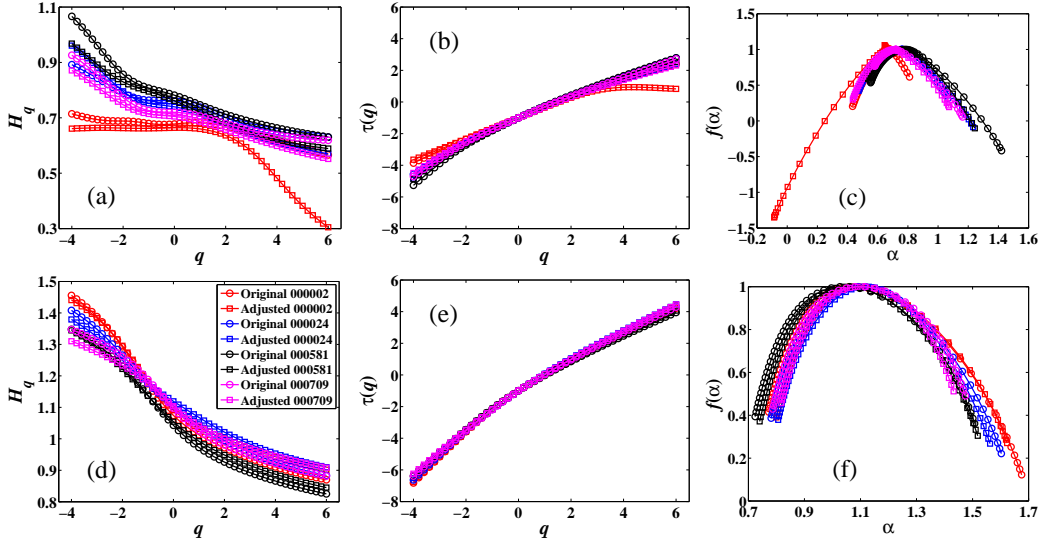 1.1
0.9
0.7
0.5
0.3
H_q
(a)
−4 −2 0 2 4 6
q
6
4
2
0
−2
−4
−6
−8
τ(q)
(b)
−4 −2 0 2 4 6
q
1.5
1
0.5
0
−0.5
−1
−1.5
f(α)
(c)
−0.2 0 0.2 0.4 0.6 0.8 1 1.2 1.4 1.6
α
1.5
1.4
1.3
1.2
1.1
1
0.9
0.8
H_q
Original 000002
Adjusted 000002
Original 000024
Adjusted 000024
Original 000581
Adjusted 000581
Original 000709
Adjusted 000709
(d)
−4 −2 0 2 4 6
q
6
4
2
0
−2
−4
−6
−8
τ(q)
(e)
−4 −2 0 2 4 6
q
1
0.8
0.6
0.4
0.2
0
f(α)
(f)
0.7 0.9 1.1 1.3 1.5 1.7
α